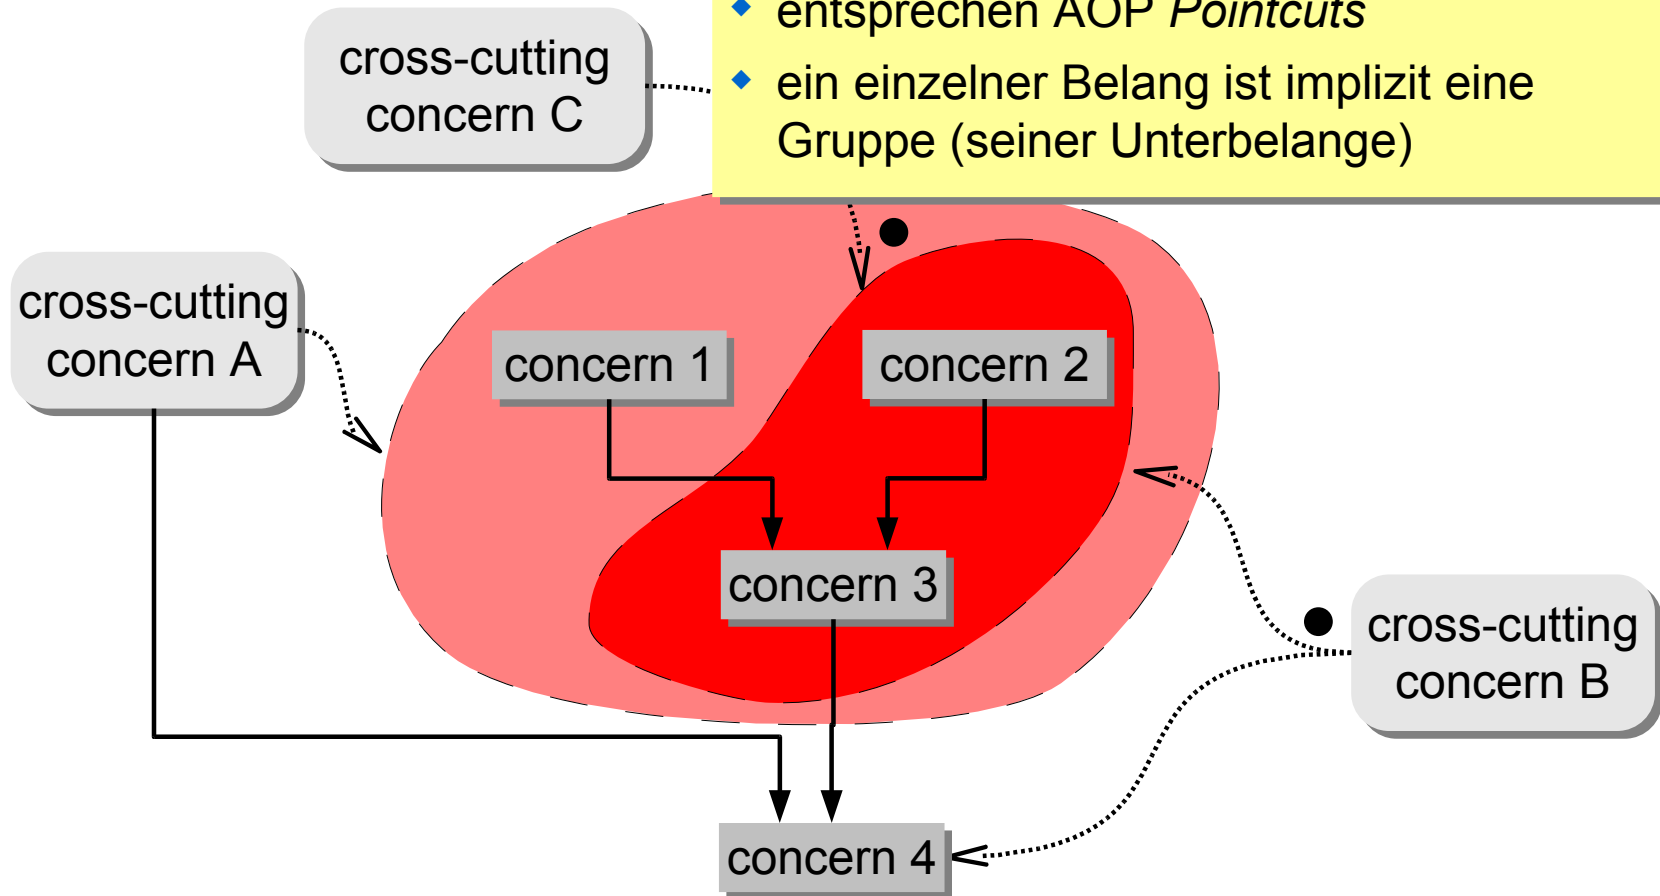 entsprechen AOP Pointcuts
ein einzelner Belang ist implizit eine
Gruppe (seiner Unterbelange)
cross-cutting
concern C
cross-cutting
concern A
concern 1
concern 2
concern 3
cross-cutting
concern B
concern 4